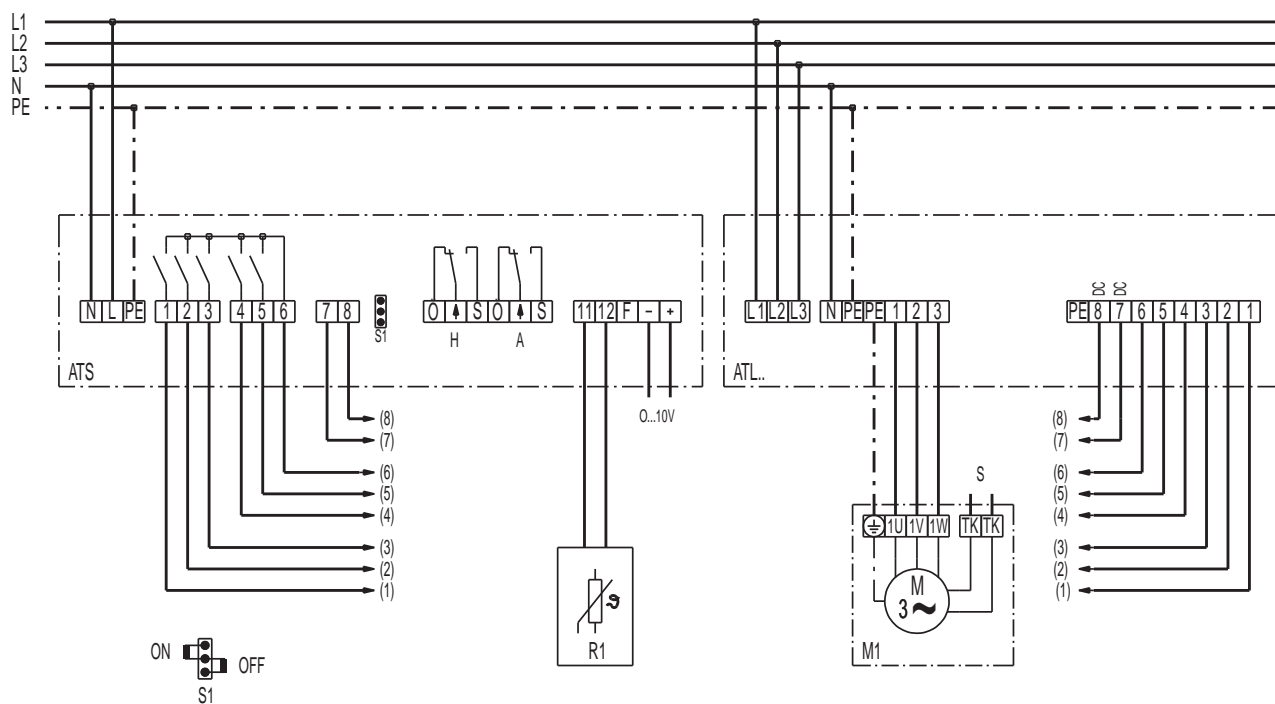 L1
L2
L3
N
PE
N L PE 1 2 3 4 5 6 7 8 S1 Ö S Ö S 11 12 F − +
H A
ATS
O...10V
L1 L2 L3 N PE PE 1 2 3
DC DC
PE 8 7 6 5 4 3 2 1
ATL..
(8)
(7)
(6)
(5)
(4)
(3)
(2)
(1)
(8)
(7)
(6)
(5)
(4)
(3)
(2)
(1)
S
1U 1V 1W TK TK
M
3 ~
M1
ϑ
R1
ON OFF
S1